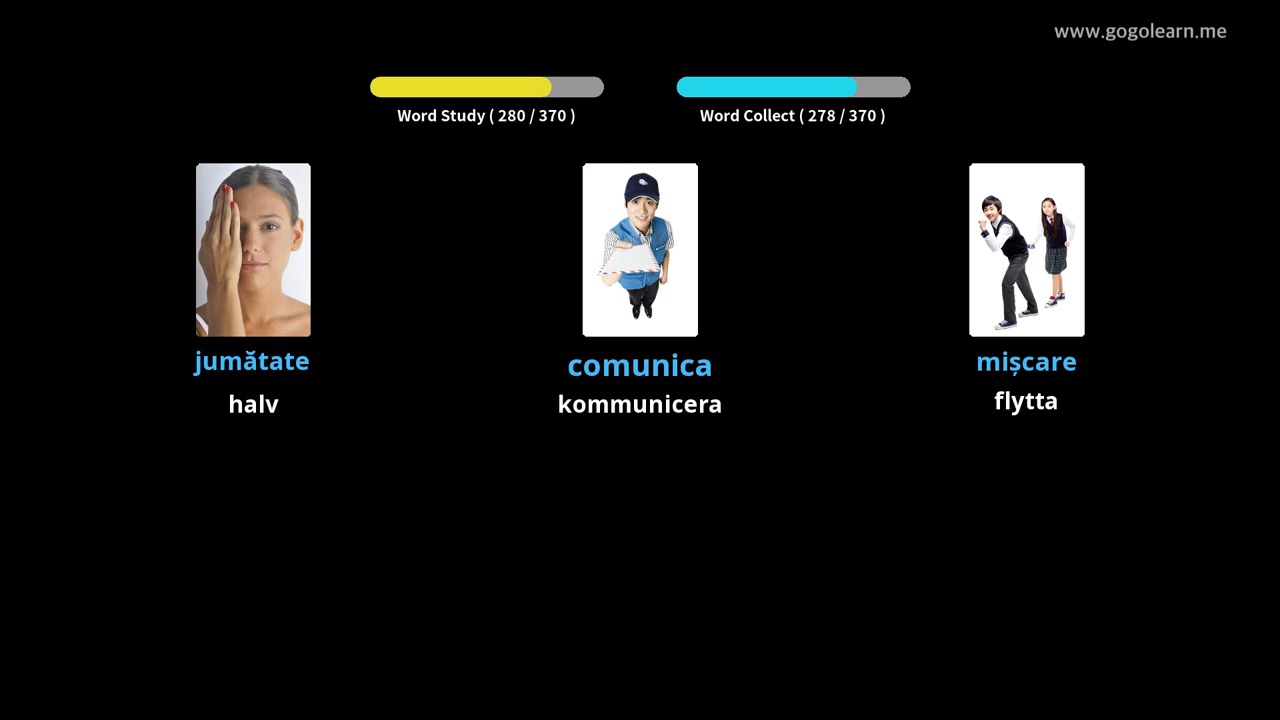 www.gogolearn.me
Word Study ( 280 / 370 )
Word Collect ( 278 / 370 )
jumătate
comunica
mișcare
halv
kommunicera
flytta